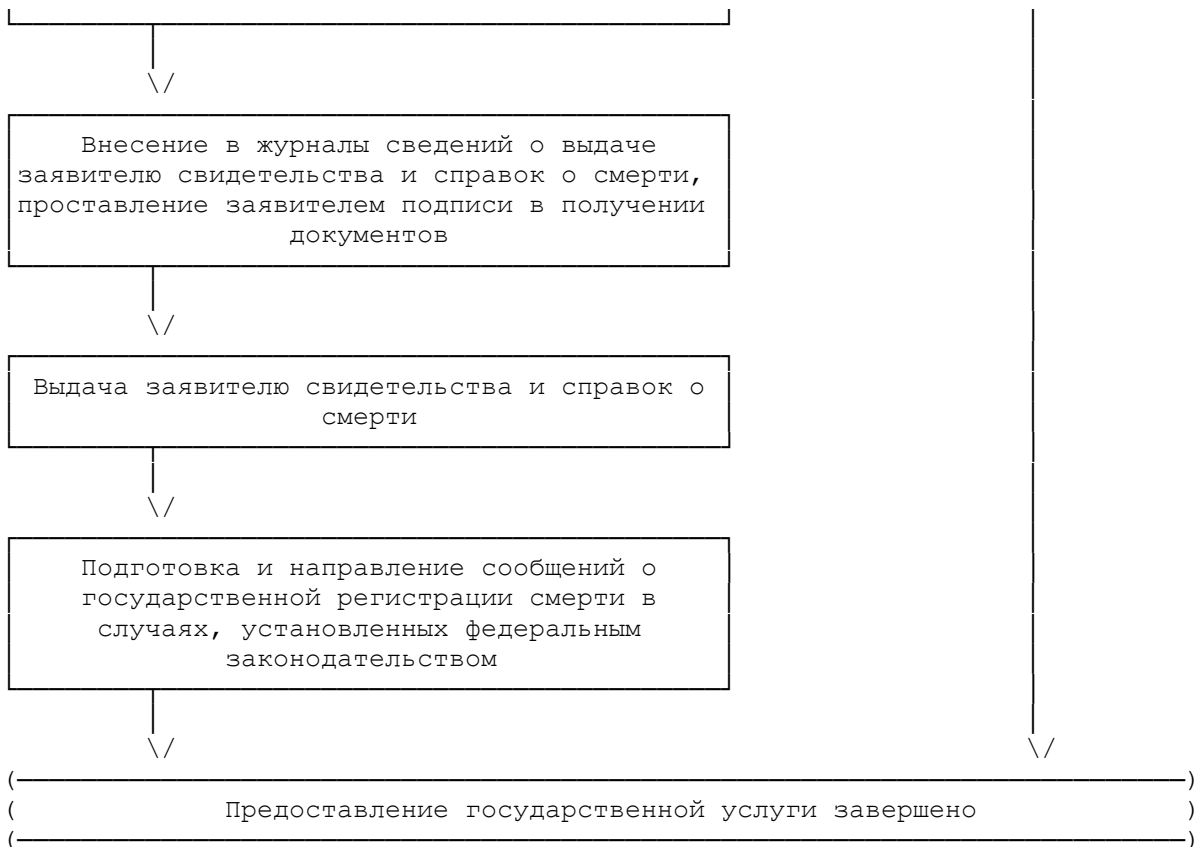 Внесение в журналы сведений о выдаче
заявителю свидетельства и справок о смерти,
проставление заявителем подписи в получении
документов
Выдача заявителю свидетельства и справок о
смерти
Подготовка и направление сообщений о
государственной регистрации смерти в
случаях, установленных федеральным
законодательством
Предоставление государственной услуги завершено